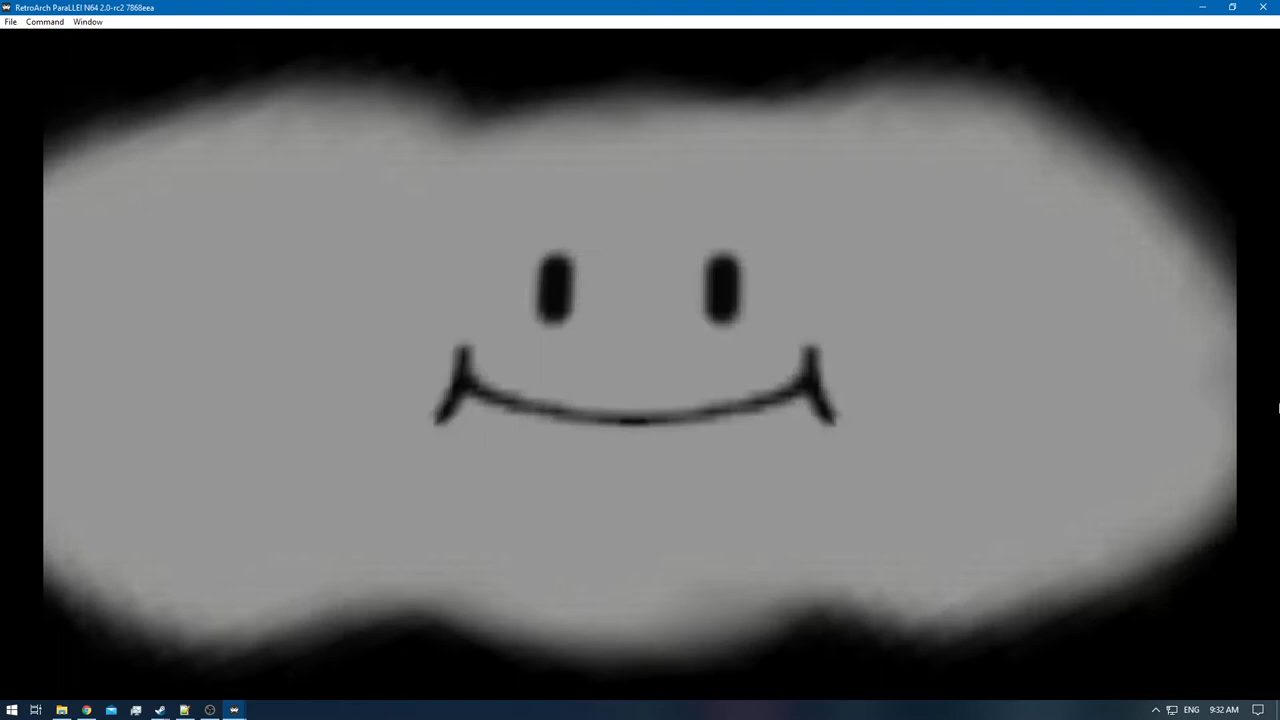 RetroArch ParaLLEl N64 2.0-rc2 7868eea
File Command Window
ENG 9:32 AM